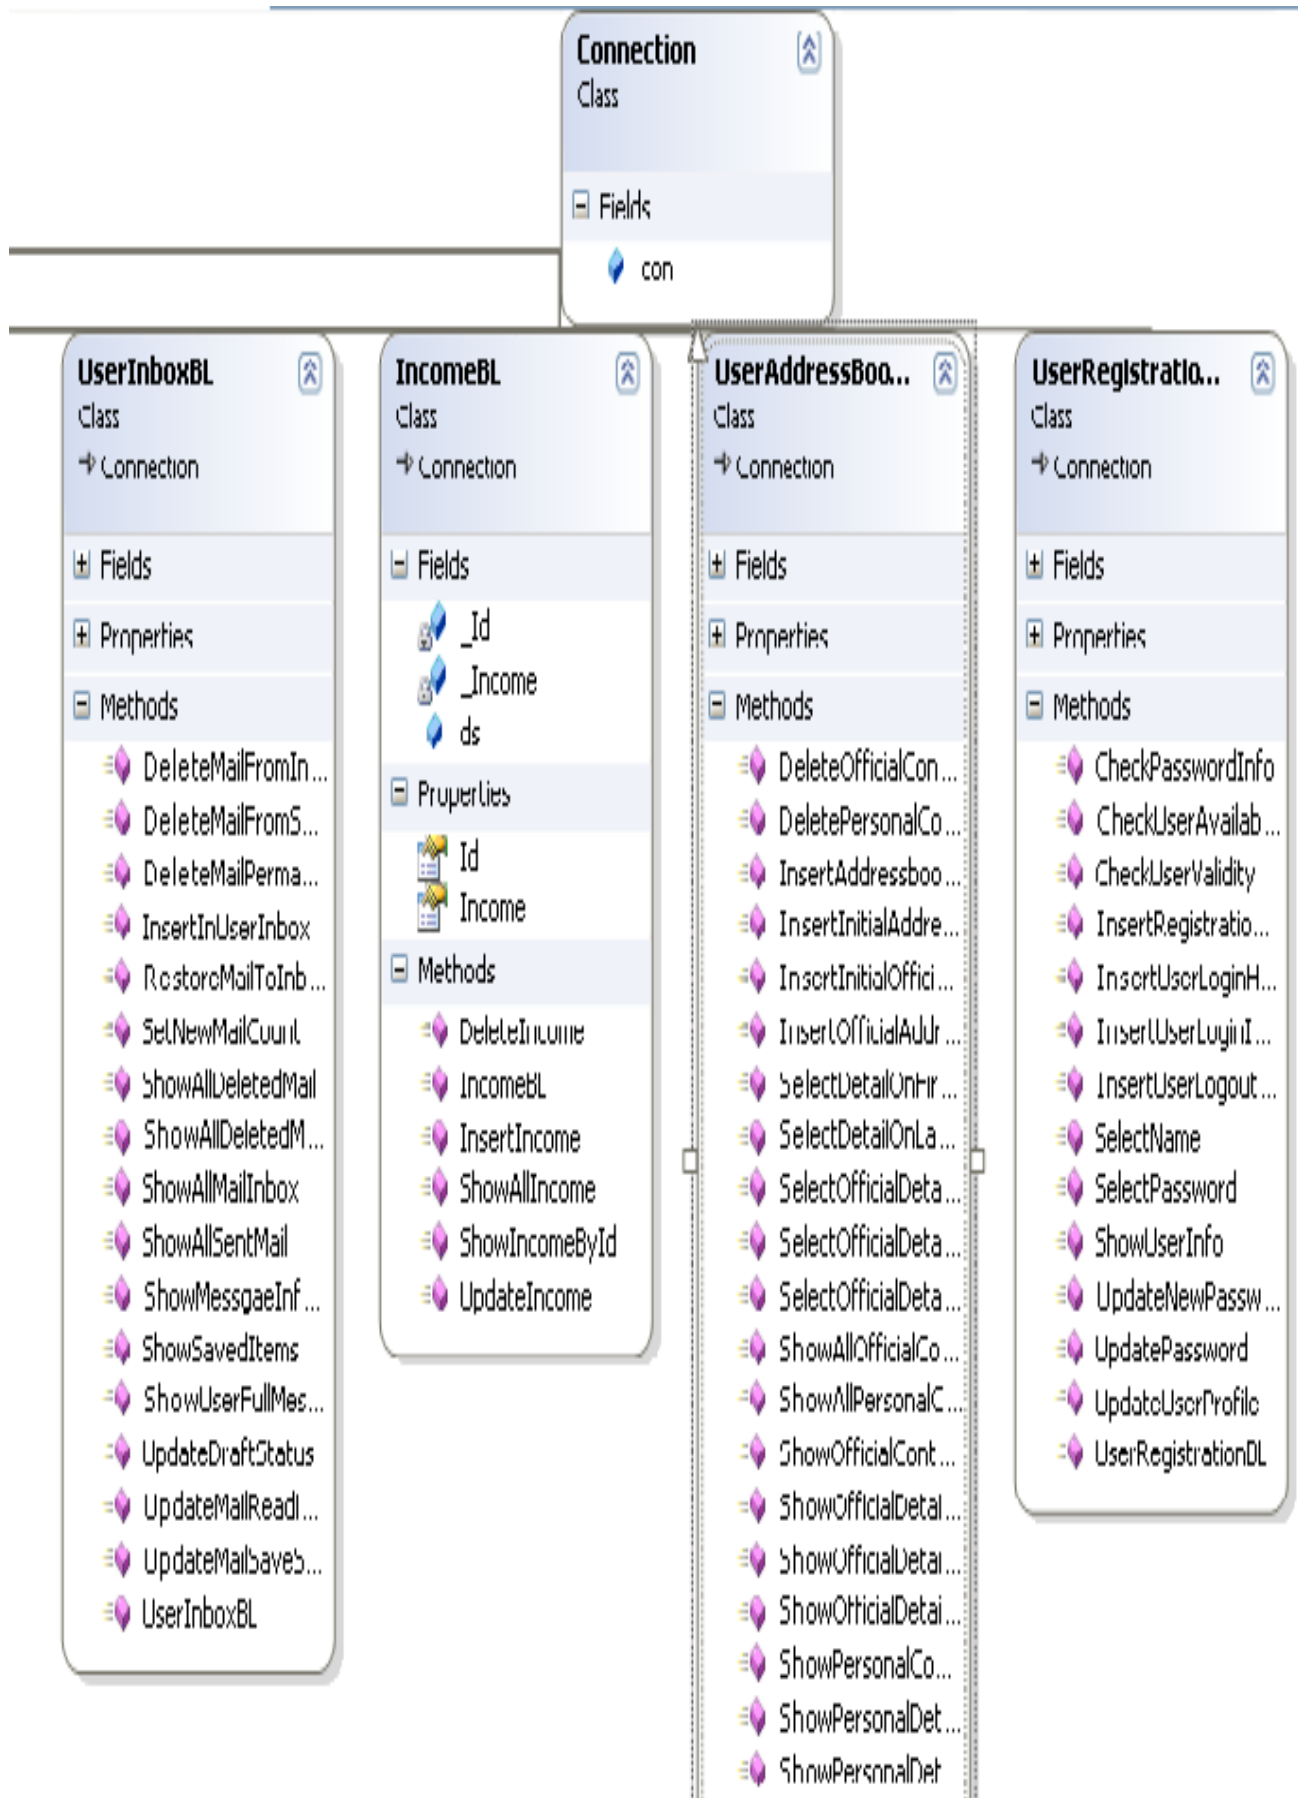 Connection
Class
Fields
con
UserInboxBL
Class
Connection
Fields
Properties
Methods
DeleteMailFromIn...
DeleteMailFromS...
DeleteMailPerma...
InsertInUserInbox
RestoreMailToInb...
SetNewMailCount
ShowAllDeletedMail
ShowAllDeletedM...
ShowAllMailInbox
ShowAllSentMail
ShowMessgaeInf...
ShowSavedItems
ShowUserFullMes...
UpdateDraftStatus
UpdateMailReadI...
UpdateMailSaveS...
UserInboxBL
IncomeBL
Class
Connection
Fields
_Id
_Income
ds
Properties
Id
Income
Methods
DeleteIncome
IncomeBL
InsertIncome
ShowAllIncome
ShowIncomeById
UpdateIncome
UserAddressBoo...
Class
Connection
Fields
Properties
Methods
DeleteOfficialCon...
DeletePersonalCo...
InsertAddressboo...
InsertInitialAddre...
InsertInitialOffici...
InsertOfficialAddr...
SelectDetailOnFir...
SelectDetailOnLa...
SelectOfficialDeta...
SelectOfficialDeta...
SelectOfficialDeta...
ShowAllOfficialCo...
ShowAllPersonalC...
ShowOfficialCont...
ShowOfficialDetai...
ShowOfficialDetai...
ShowOfficialDetai...
ShowPersonalCo...
ShowPersonalDet...
ShowPersonalDet
UserRegistratio...
Class
Connection
Fields
Properties
Methods
CheckPasswordInfo
CheckUserAvailab...
CheckUserValidity
InsertRegistratio...
InsertUserLoginH...
InsertUserLoginI...
InsertUserLogout...
SelectName
SelectPassword
ShowUserInfo
UpdateNewPassw...
UpdatePassword
UpdateUserProfile
UserRegistrationBL